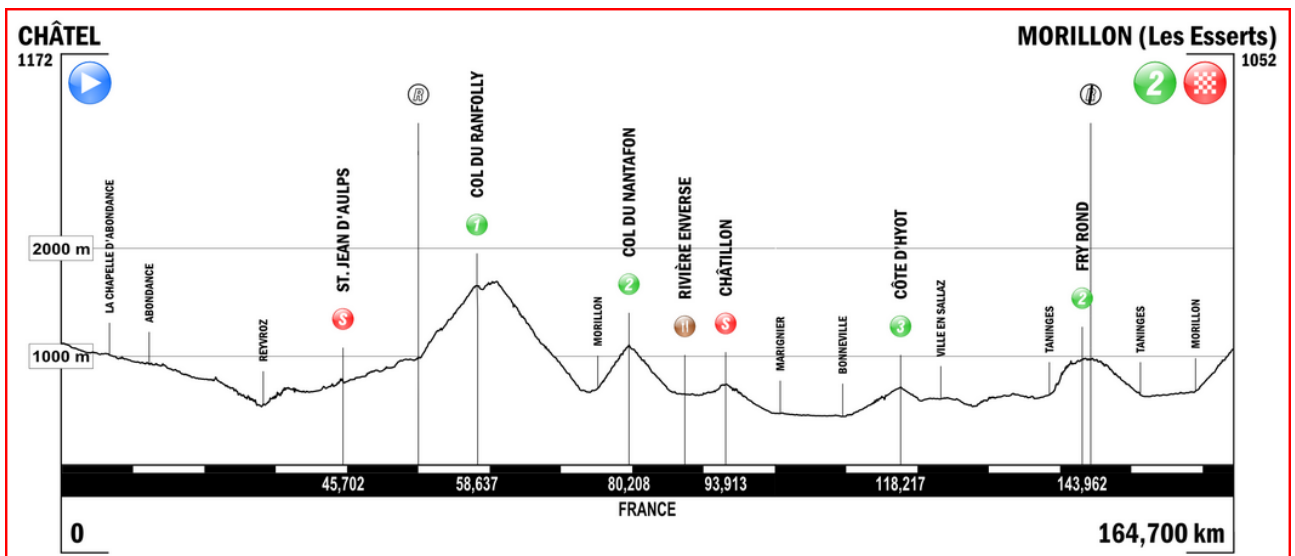 CHÂTEL
1172
MORILLON (Les Esserts)
1052
2
R
R
LA CHAPELLE D'ABONDANCE
ABONDANCE
REYVROZ
ST. JEAN D'AULPS
S
COL DU RANFOLLY
1
MORILLON
COL DU NANTAFON
2
RIVIÈRE ENVERSE
CHÂTILLON
S
MARIGNIER
BONNEVILLE
CÔTE D'HYOT
3
VILLE EN SALLAZ
TANINGES
FRY ROND
2
TANINGES
MORILLON
2000 m
1000 m
45,702
58,637
80,208
93,913
118,217
143,962
FRANCE
0
164,700 km